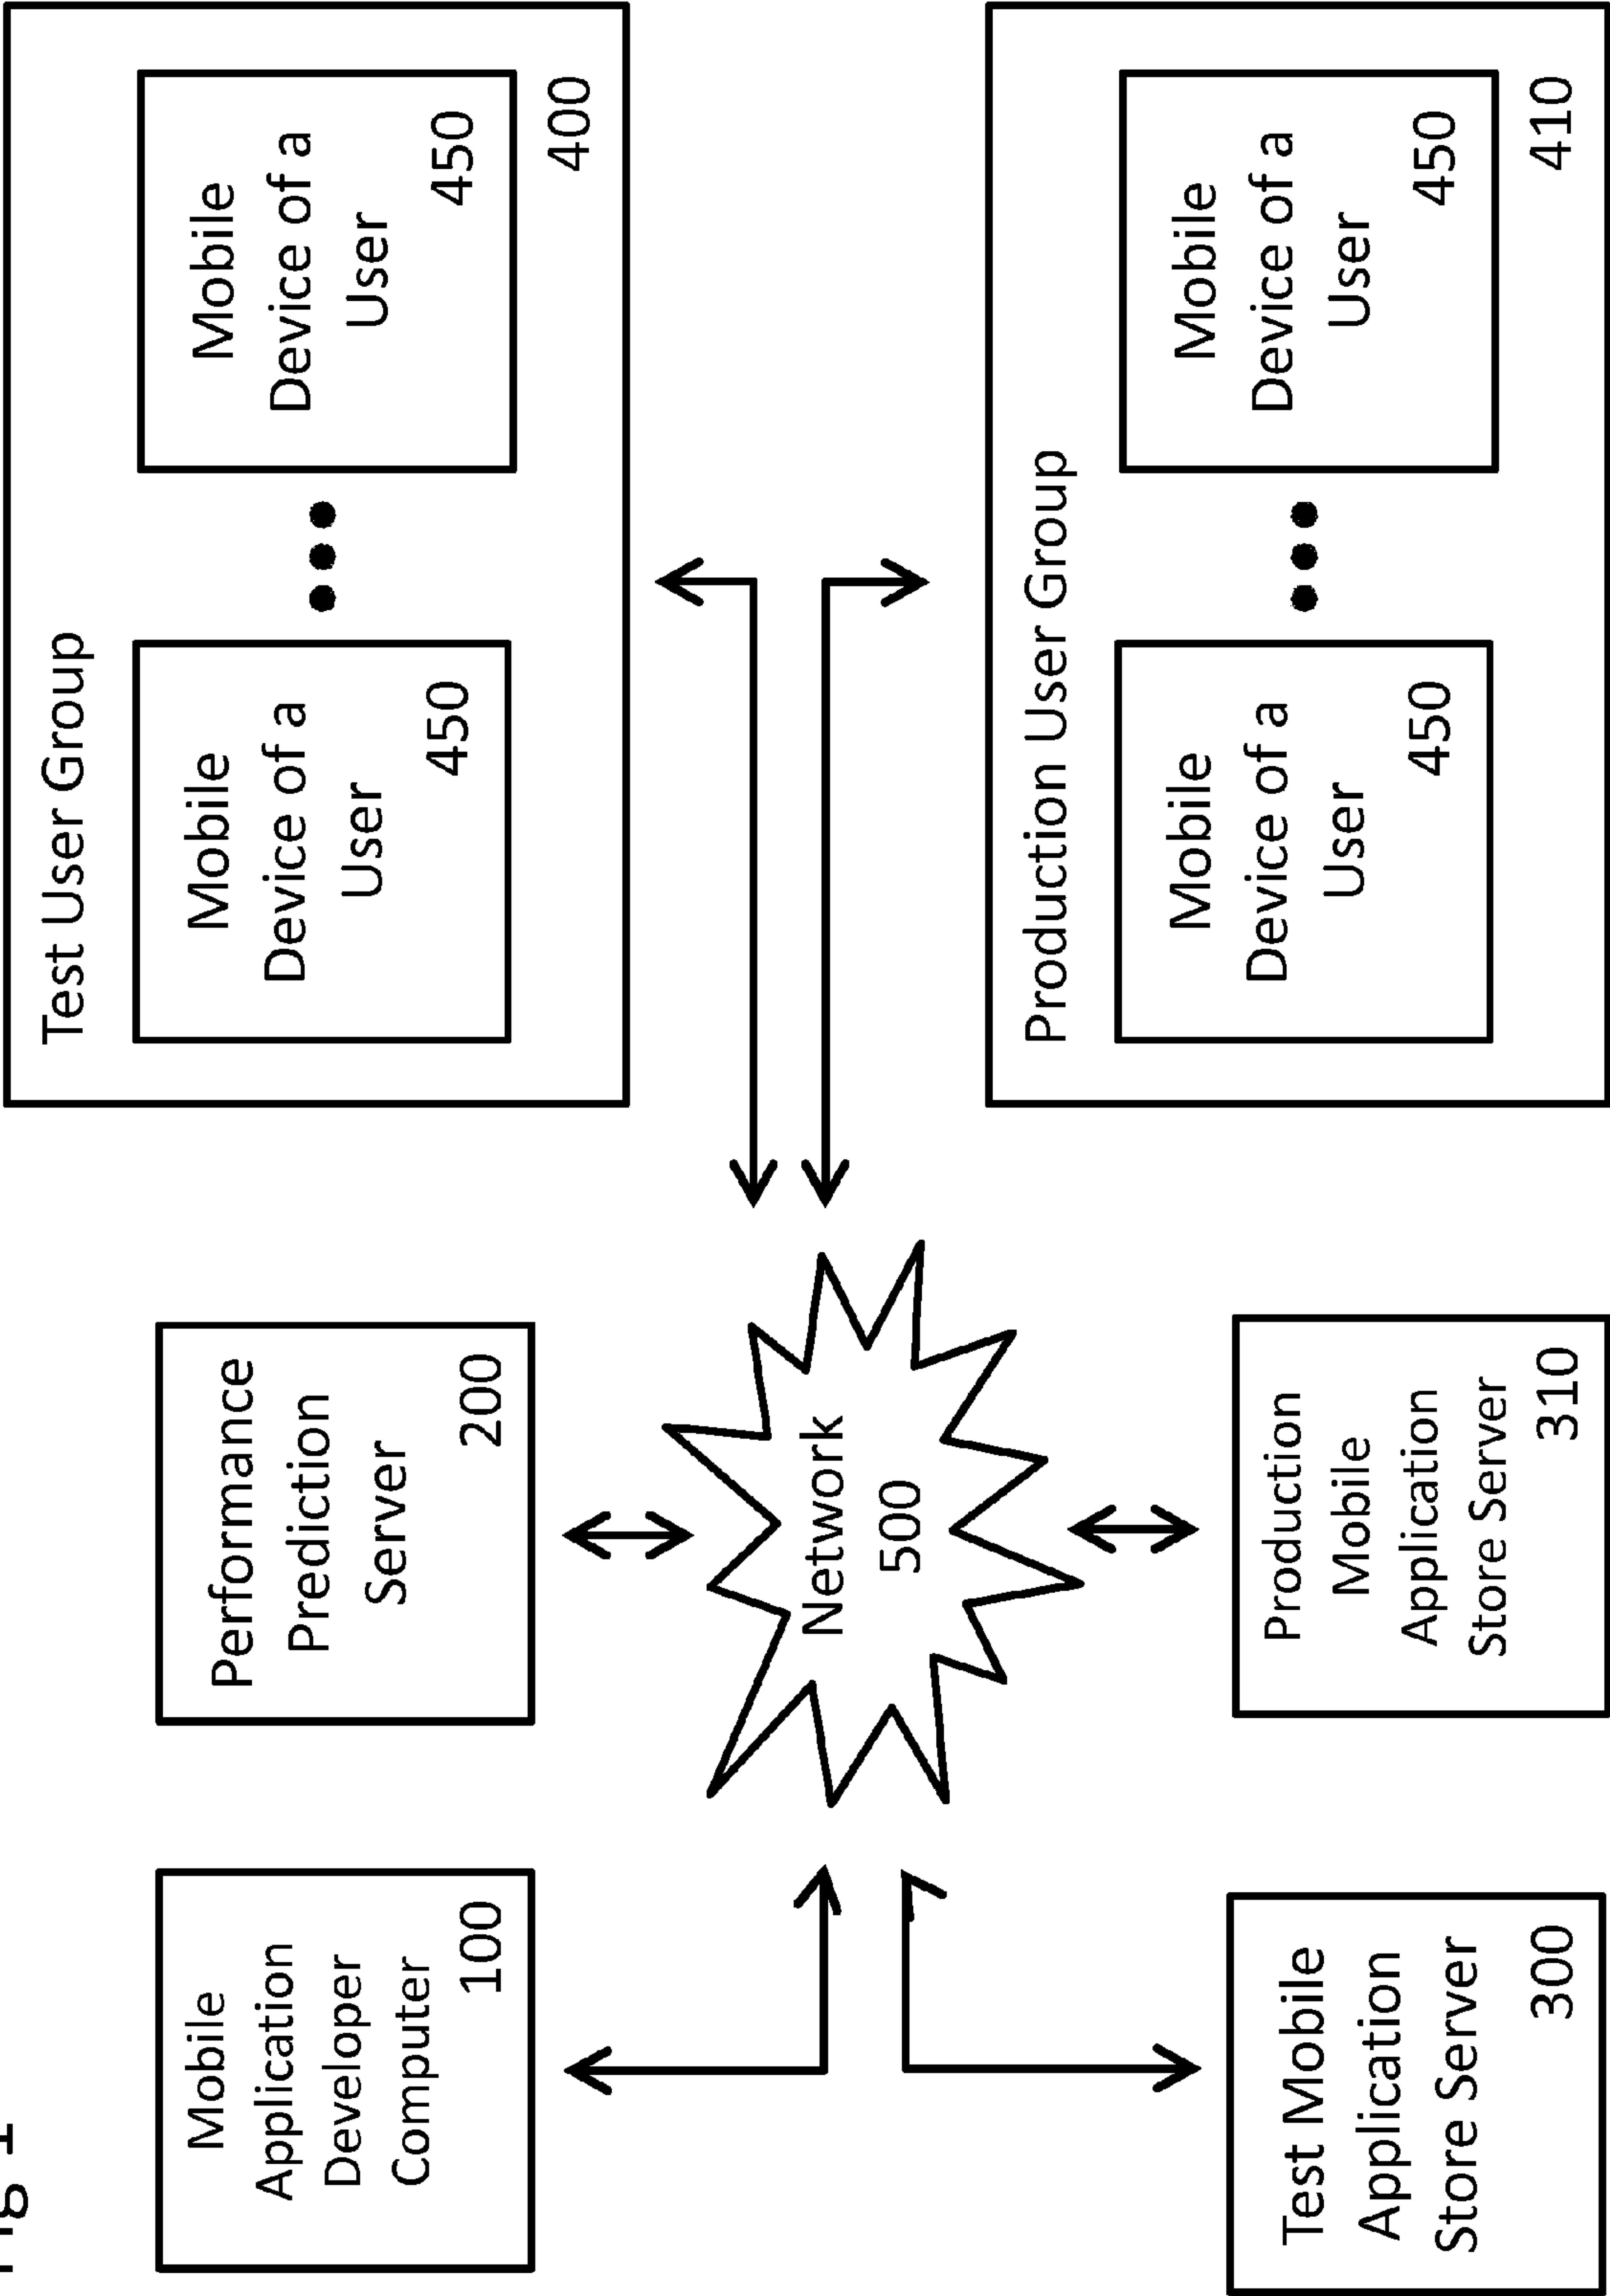 Fig 1
Mobile
Application
Developer
Computer
100
Performance
Prediction
Server
200
Test User Group
Mobile
Device of a
User
450
Mobile
Device of a
User
450
400
Network
500
Test Mobile
Application
Store Server
300
Production
Mobile
Application
Store Server
310
Production User Group
Mobile
Device of a
User
450
Mobile
Device of a
User
450
410